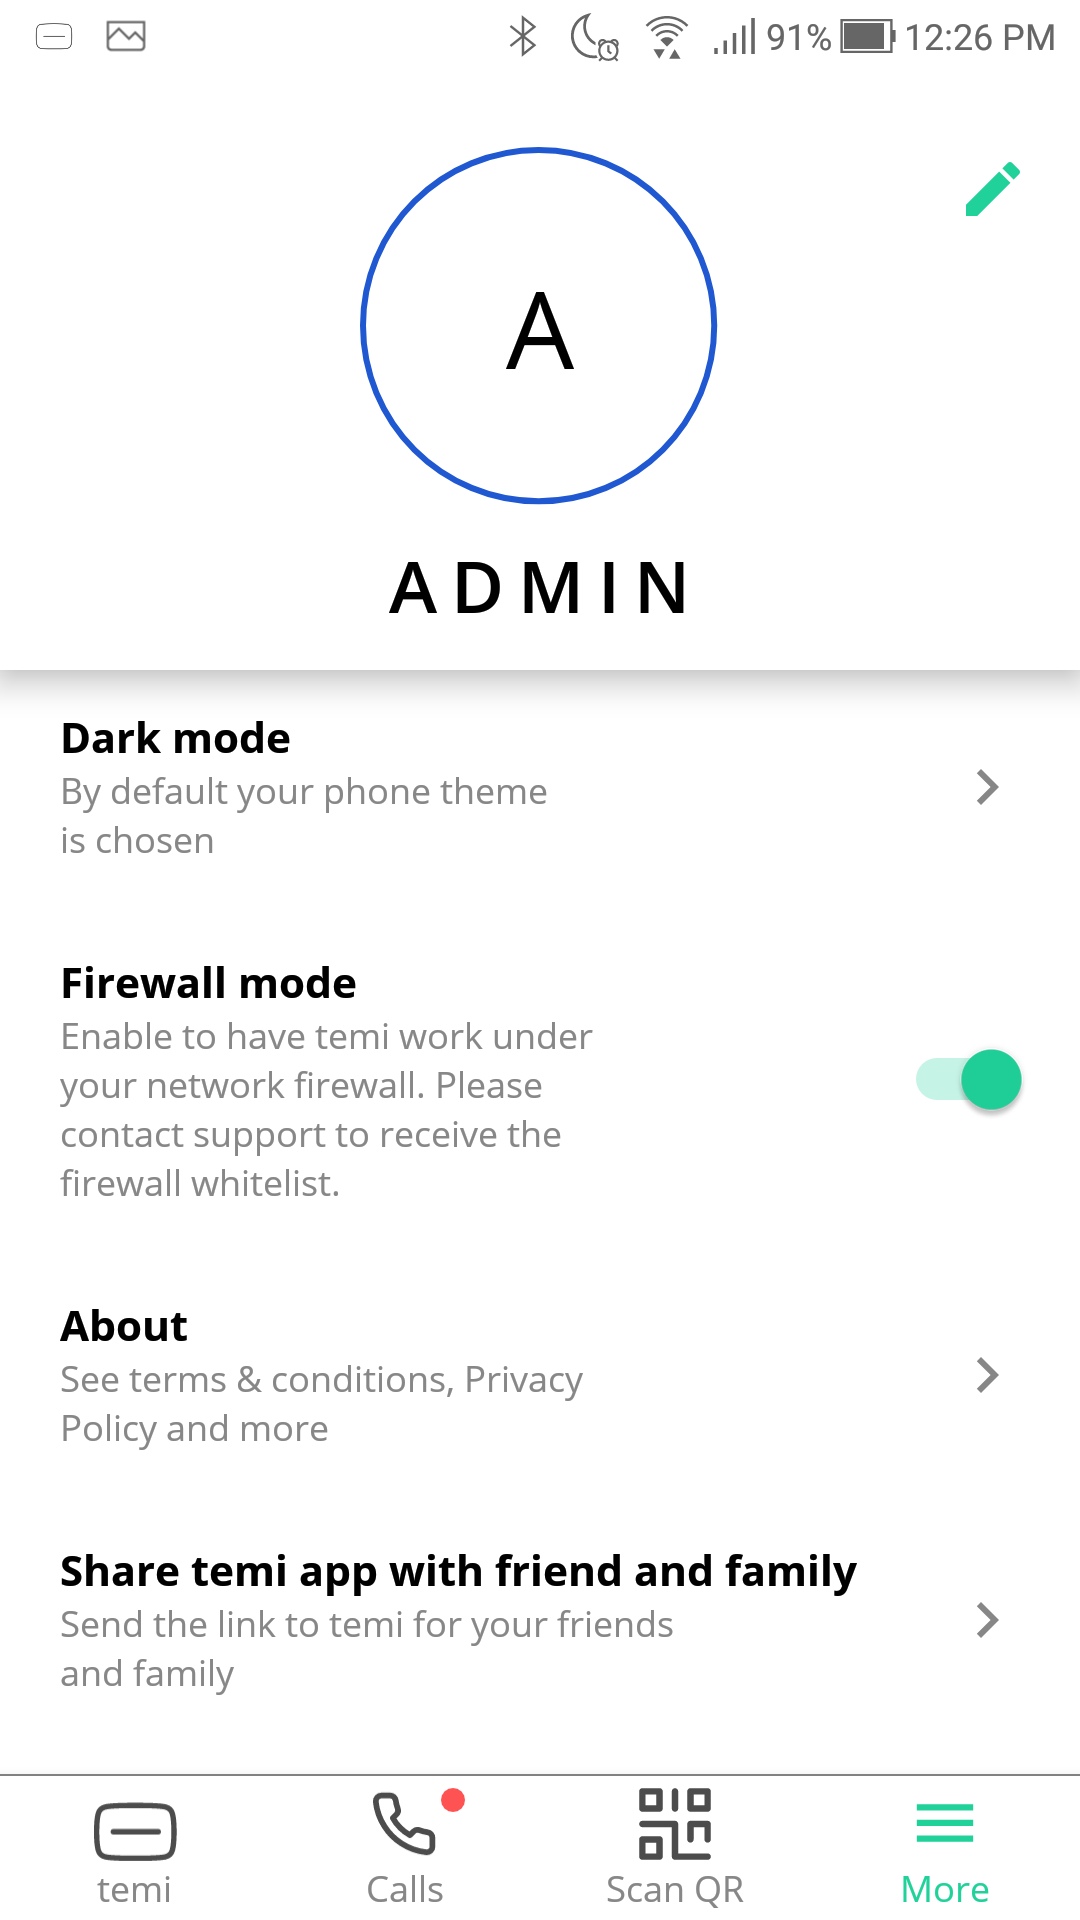 91% 12:26 PM
A
ADMIN
Dark mode
By default your phone theme
is chosen
Firewall mode
Enable to have temi work under
your network firewall. Please
contact support to receive the
firewall whitelist.
About
See terms & conditions, Privacy
Policy and more
Share temi app with friend and family
Send the link to temi for your friends
and family
temi Calls Scan QR More